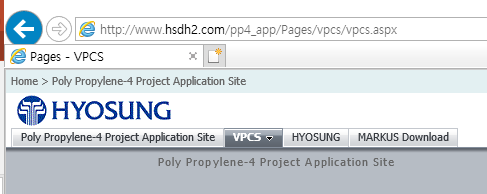 http://www.hsdh2.com/pp4_app/Pages/vpcs/vpcs.aspx
Pages - VPCS
Home > Poly Propylene-4 Project Application Site
HYOSUNG
Poly Propylene-4 Project Application Site VPCS HYOSUNG MARKUS Download
Poly Propylene-4 Project Application Site